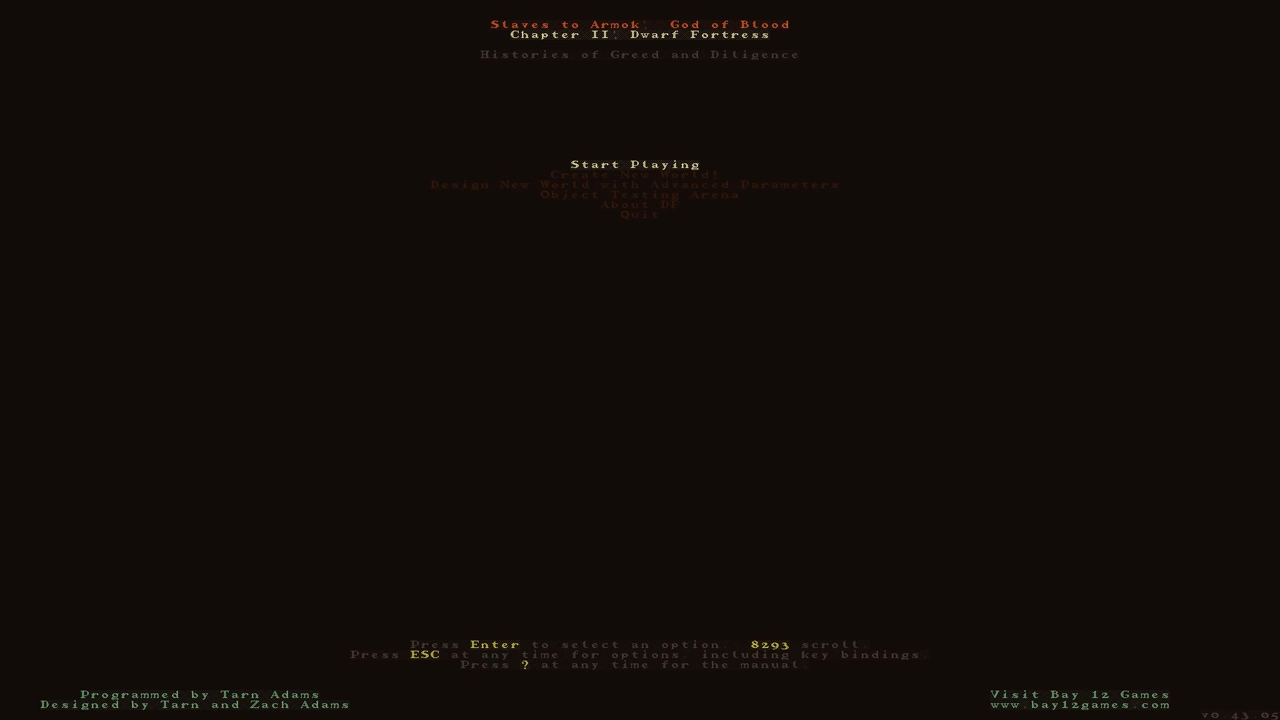 Slaves to Armok: God of Blood
Chapter II: Dwarf Fortress
Histories of Greed and Diligence
Start Playing
Create New World!
Design New World with Advanced Parameters
Object Testing Arena
About DF
Quit
Press Enter to select an option. 8293 scroll.
Press ESC at any time for options, including key bindings.
Press ? at any time for the manual.
Programmed by Tarn Adams
Designed by Tarn and Zach Adams
Visit Bay 12 Games
www.bay12games.com
v0.43.05